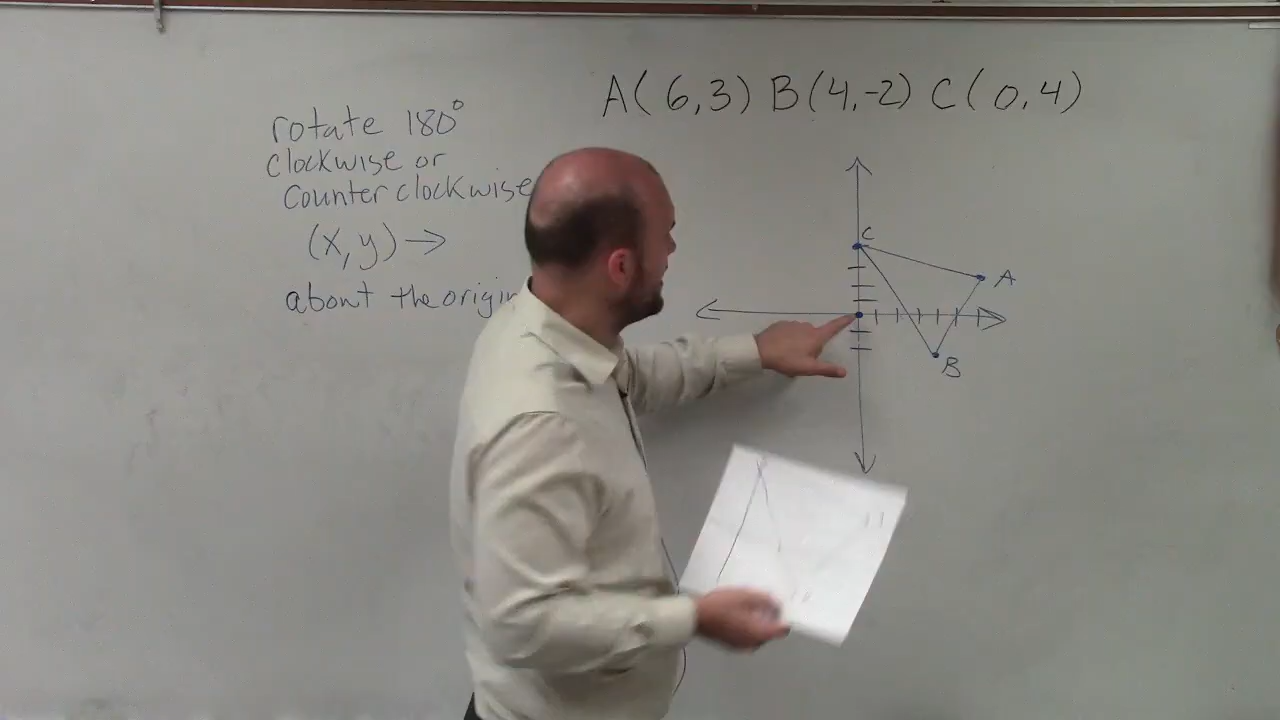 A(6,3) B(4,-2) C(0,4)
rotate 180°
clockwise or
counter clockwise
(x,y) →
about the origin
C
A
B